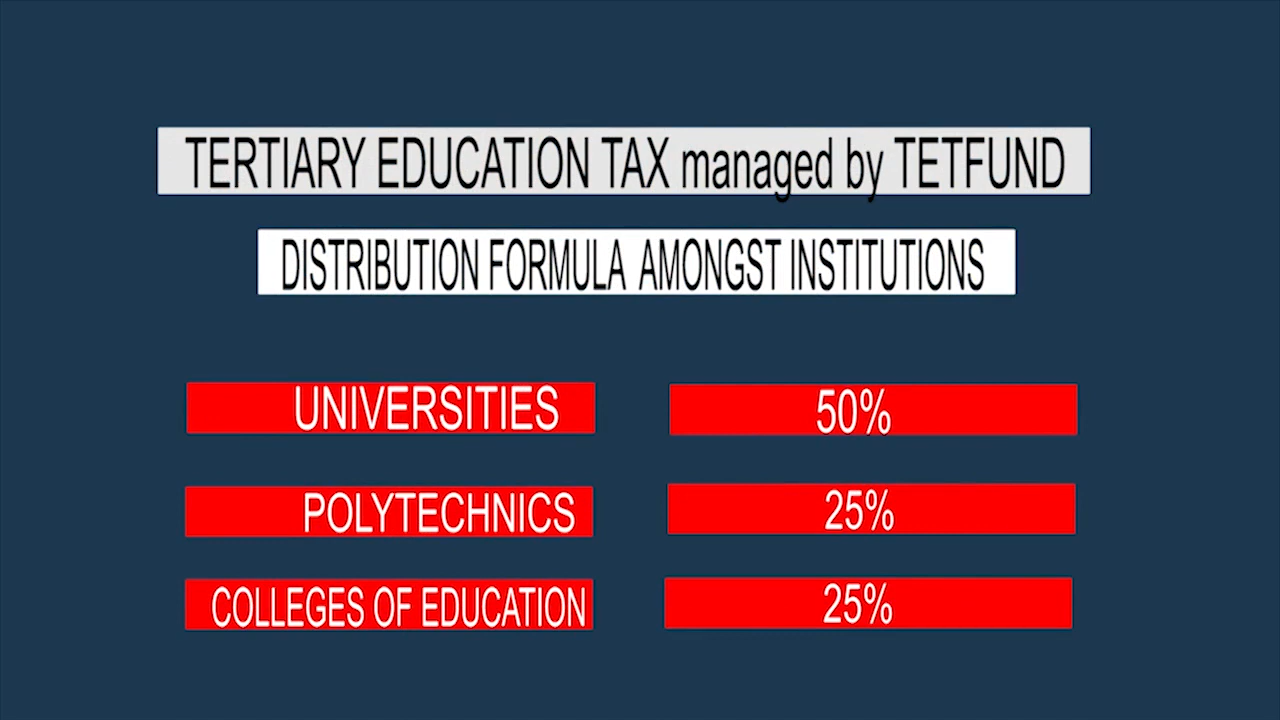 TERTIARY EDUCATION TAX managed by TETFUND
DISTRIBUTION FORMULA AMONGST INSTITUTIONS
UNIVERSITIES 50%
POLYTECHNICS 25%
COLLEGES OF EDUCATION 25%